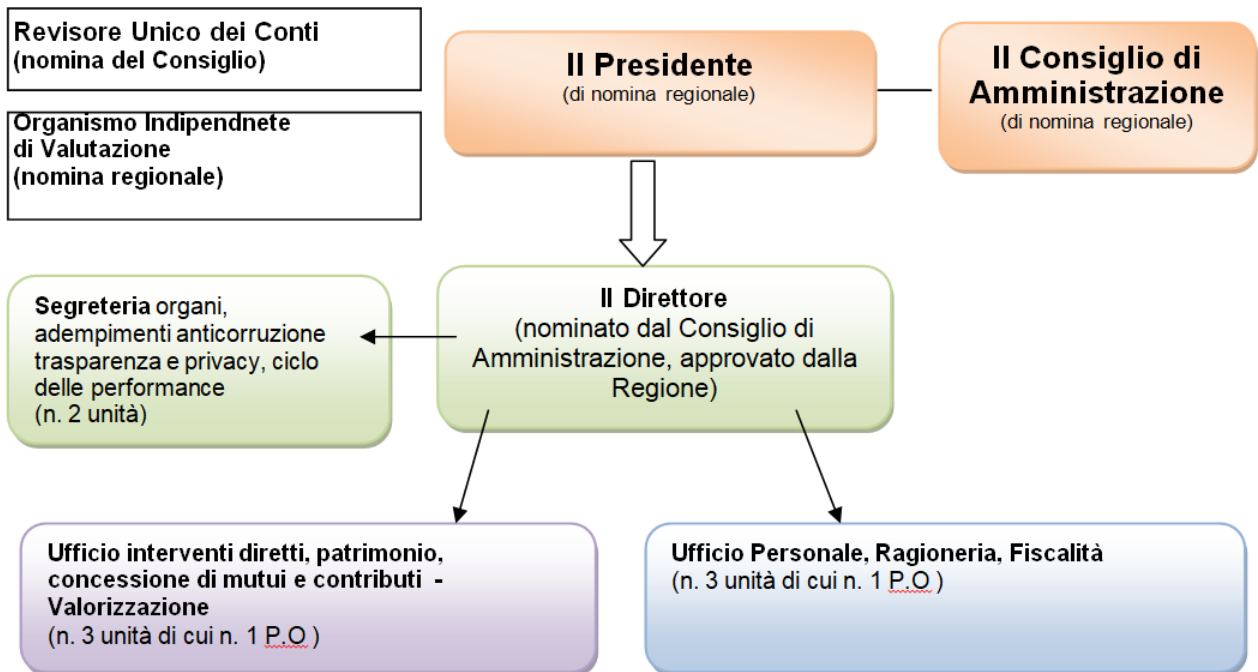 Revisore Unico dei Conti
(nomina del Consiglio)
Organismo Indipendnete
di Valutazione
(nomina regionale)
Il Presidente
(di nomina regionale)
Il Consiglio di
Amministrazione
(di nomina regionale)
Segreteria organi,
adempimenti anticorruzione
trasparenza e privacy, ciclo
delle performance
(n. 2 unità)
Il Direttore
(nominato dal Consiglio di
Amministrazione, approvato dalla
Regione)
Ufficio interventi diretti, patrimonio,
concessione di mutui e contributi -
Valorizzazione
(n. 3 unità di cui n. 1 P.O )
Ufficio Personale, Ragioneria, Fiscalità
(n. 3 unità di cui n. 1 P.O )